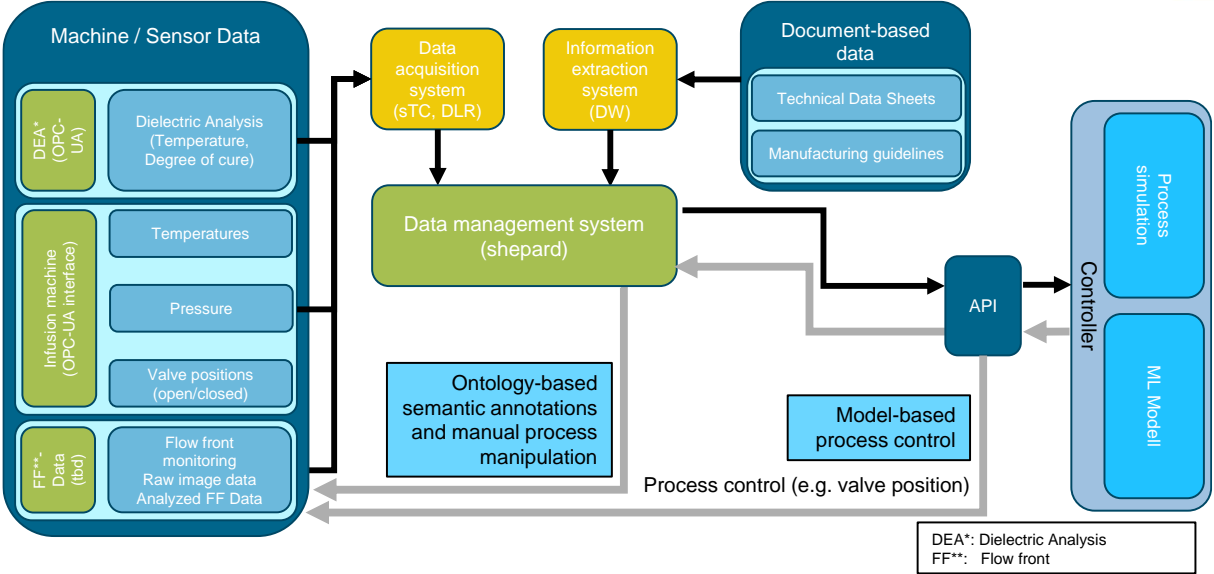 Machine / Sensor Data
DEA*
(OPC-
UA)
Dielectric Analysis
(Temperature,
Degree of cure)
Infusion machine
(OPC-UA interface)
Temperatures
Pressure
Valve positions
(open/closed)
FF**-
Data
(tbd)
Flow front
monitoring
Raw image data
Analyzed FF Data
Data
acquisition
system
(sTC, DLR)
Information
extraction
system
(DW)
Document-based
data
Technical Data Sheets
Manufacturing guidelines
Data management system
(shepard)
API
Controller
Process
simulation
ML Modell
Ontology-based
semantic annotations
and manual process
manipulation
Model-based
process control
Process control (e.g. valve position)
DEA*: Dielectric Analysis
FF**: Flow front